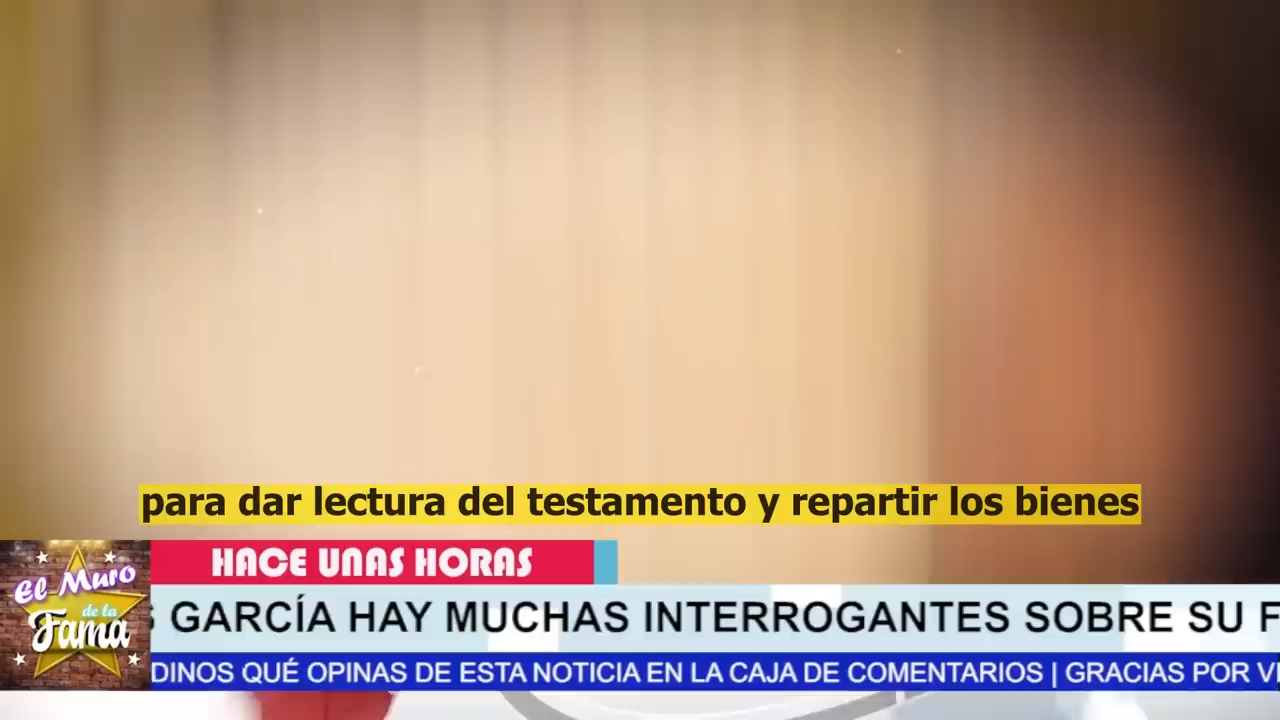 para dar lectura del testamento y repartir los bienes
HACE UNAS HORAS
El Muro
de la
Fama
GARCÍA HAY MUCHAS INTERROGANTES SOBRE SU
DINOS QUÉ OPINAS DE ESTA NOTICIA EN LA CAJA DE COMENTARIOS | GRACIAS POR